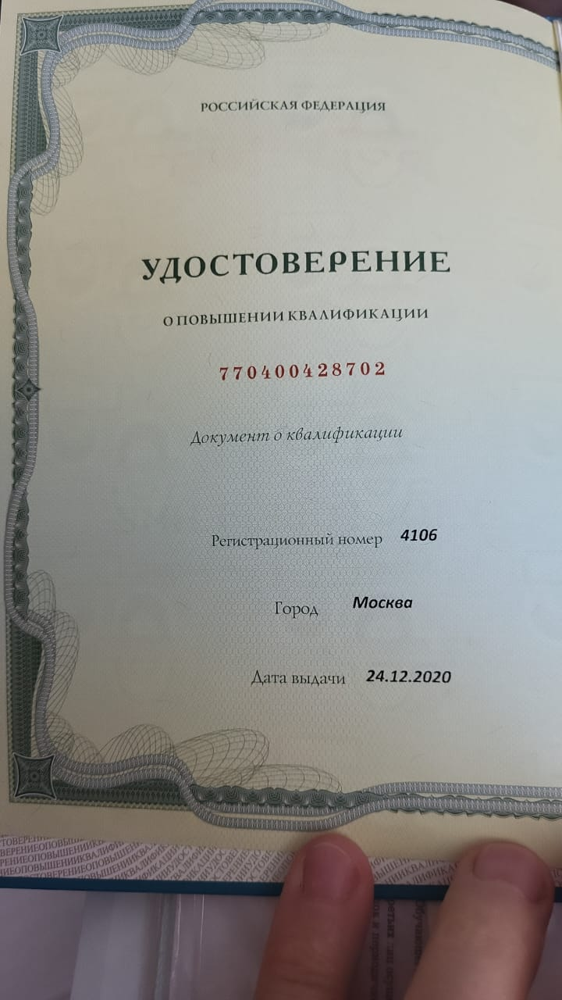 РОССИЙСКАЯ ФЕДЕРАЦИЯ
УДОСТОВЕРЕНИЕ
О ПОВЫШЕНИИ КВАЛИФИКАЦИИ
770400428702
Документ о квалификации
Регистрационный номер 4106
Город Москва
Дата выдачи 24.12.2020